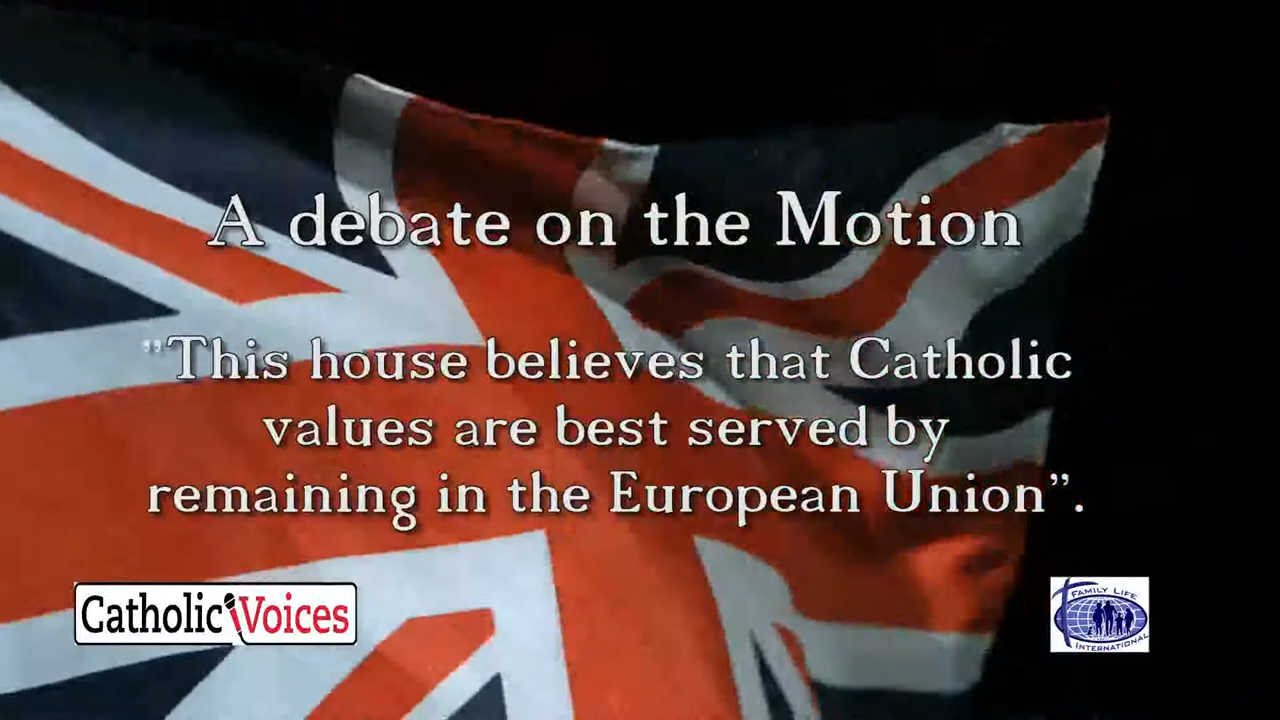 A debate on the Motion
"This house believes that Catholic
values are best served by
remaining in the European Union”.
Catholic Voices
FAMILY LIFE
INTERNATIONAL